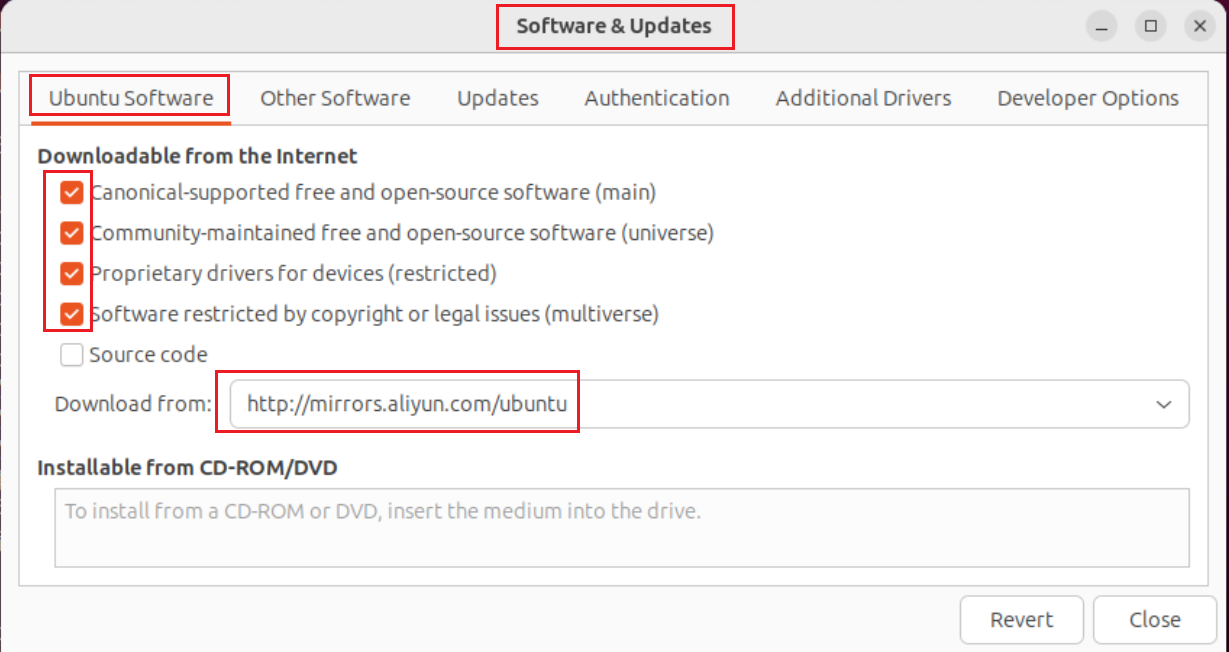 Software & Updates
Ubuntu Software Other Software Updates Authentication Additional Drivers Developer Options
Downloadable from the Internet
Canonical-supported free and open-source software (main)
Community-maintained free and open-source software (universe)
Proprietary drivers for devices (restricted)
Software restricted by copyright or legal issues (multiverse)
Source code
Download from: http://mirrors.aliyun.com/ubuntu
Installable from CD-ROM/DVD
To install from a CD-ROM or DVD, insert the medium into the drive.
Revert Close